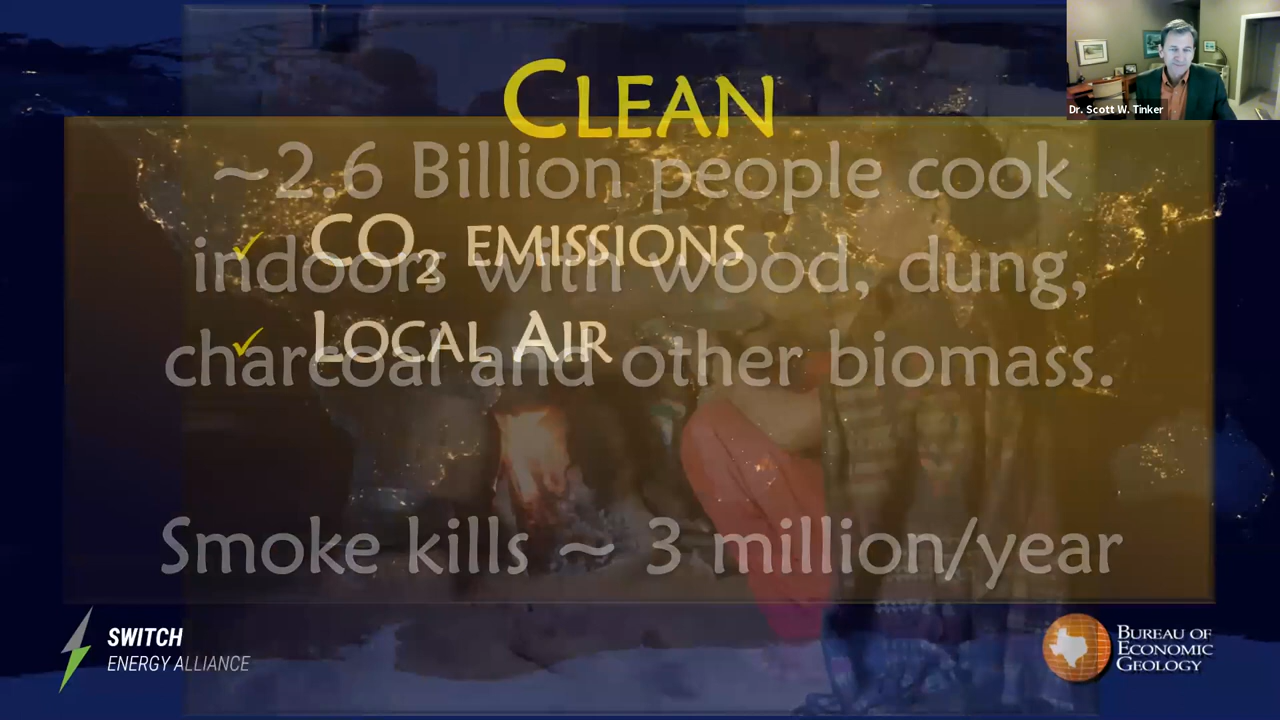 Dr. Scott W. Tinker
CLEAN
~2.6 Billion people cook
✓ CO₂ EMISSIONS
indoors with wood, dung,
✓ LOCAL AIR
charcoal and other biomass.
Smoke kills ~ 3 million/year
SWITCH
ENERGY ALLIANCE
BUREAU OF
ECONOMIC
GEOLOGY